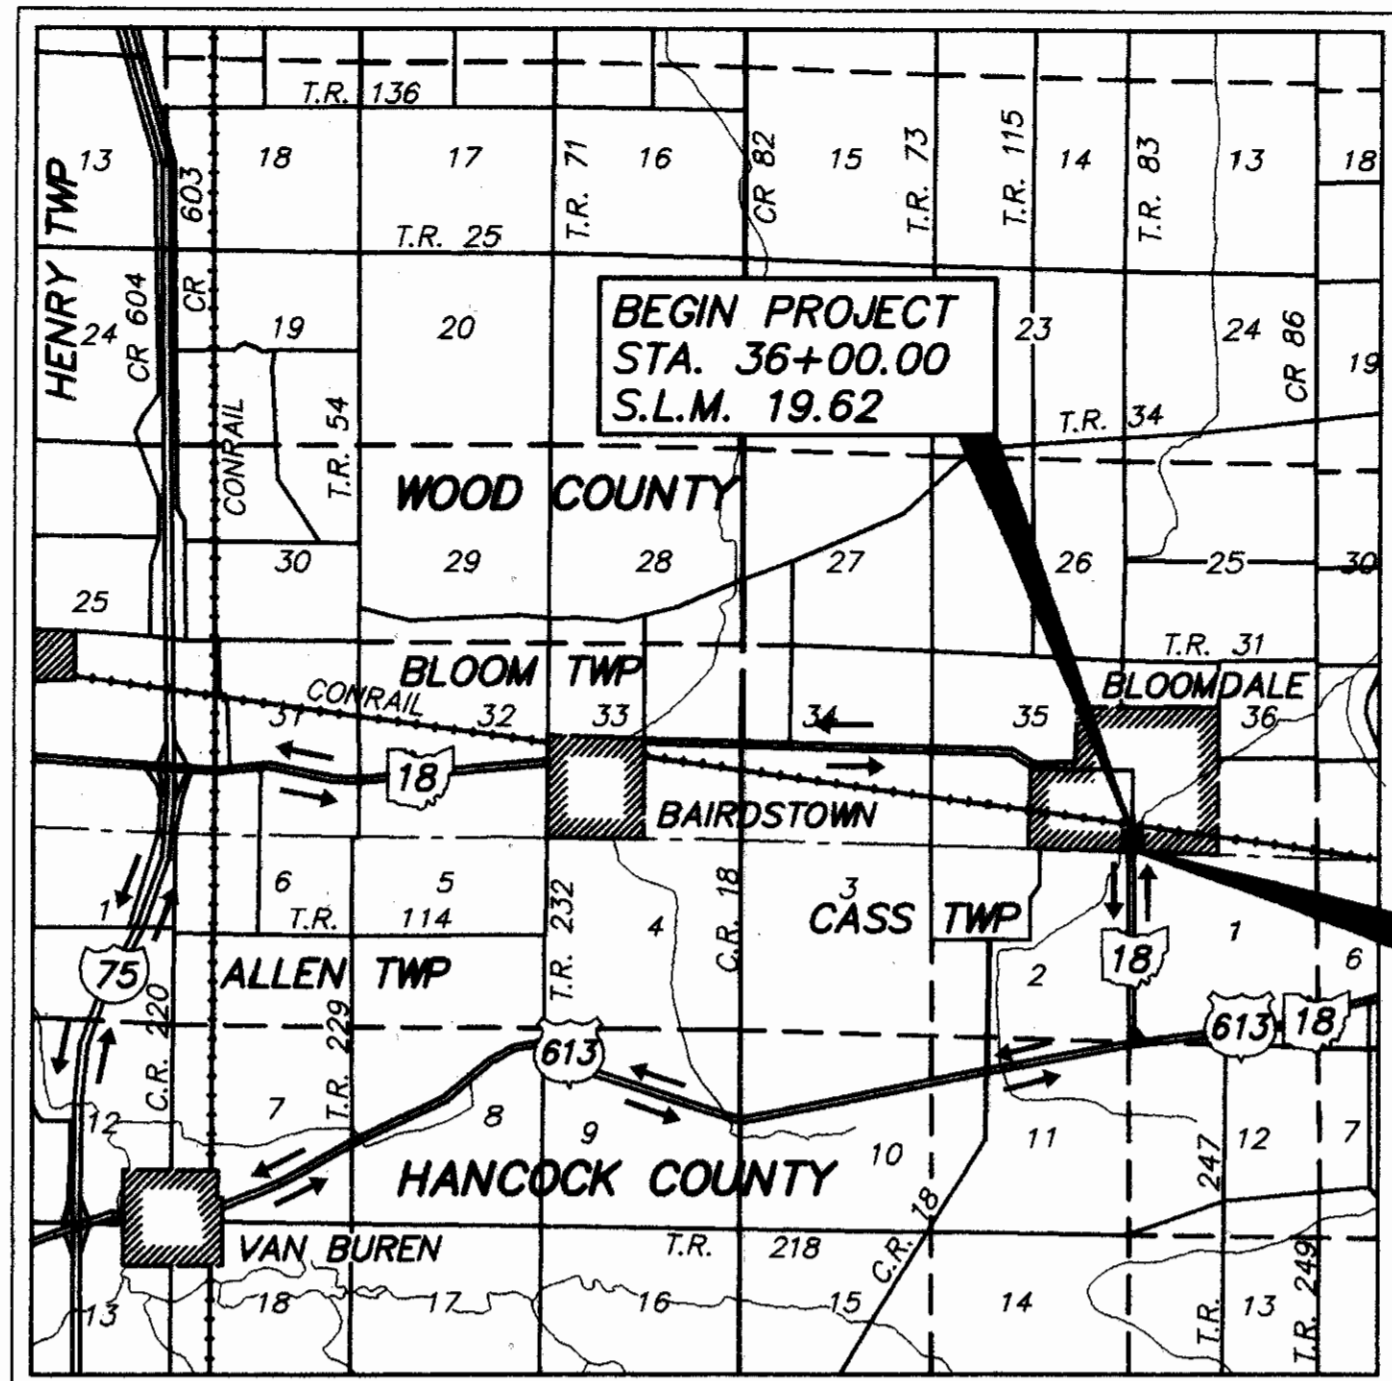 T.R. 136
13
18
17
16
15
14
13
18
HENRY TWP
CR 603
T.R. 71
CR 82
T.R. 73
T.R. 115
T.R. 83
T.R. 25
BEGIN PROJECT
STA. 36+00.00
S.L.M. 19.62
24
CR 604
19
20
23
24
CR 86
19
CONRAIL
T.R. 54
T.R. 34
WOOD COUNTY
30
29
28
27
26
25
30
25
T.R. 31
BLOOM TWP
BLOOMDALE
CONRAIL
31
32
33
34
35
36
18
BAIRDSTOWN
6
5
3
1
T.R. 114
T.R. 232
4
C.R. 18
CASS TWP
1
75
ALLEN TWP
2
18
6
C.R. 220
T.R. 229
613
613
18
12
7
8
9
10
11
12
7
HANCOCK COUNTY
C.R. 18
T.R. 247
VAN BUREN
T.R. 218
T.R. 249
13
18
17
16
15
14
13